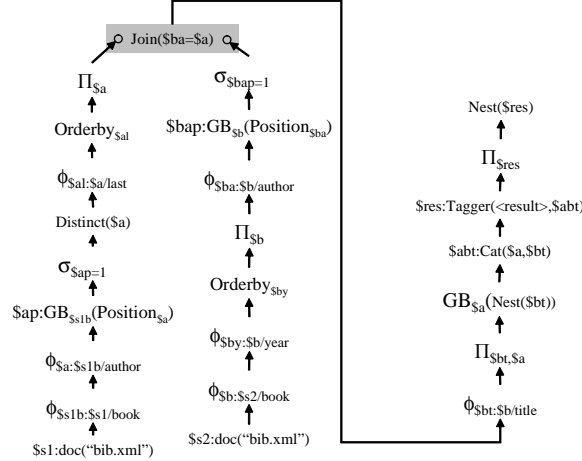 Join($ba=$a)
Π$a
Orderby$al
ϕ$al:$a/last
Distinct($a)
σ$ap=1
$ap:GB$s1b(Position$a)
ϕ$a:$s1b/author
ϕ$s1b:$s1/book
$s1:doc(“bib.xml”)
σ$bap=1
$bap:GB$b(Position$ba)
ϕ$ba:$b/author
Π$b
Orderby$by
ϕ$by:$b/year
ϕ$b:$s2/book
$s2:doc(“bib.xml”)
Nest($res)
Π$res
$res:Tagger(<result>,$abt)
$abt:Cat($a,$bt)
GB$a(Nest($bt))
Π$bt,$a
ϕ$bt:$b/title